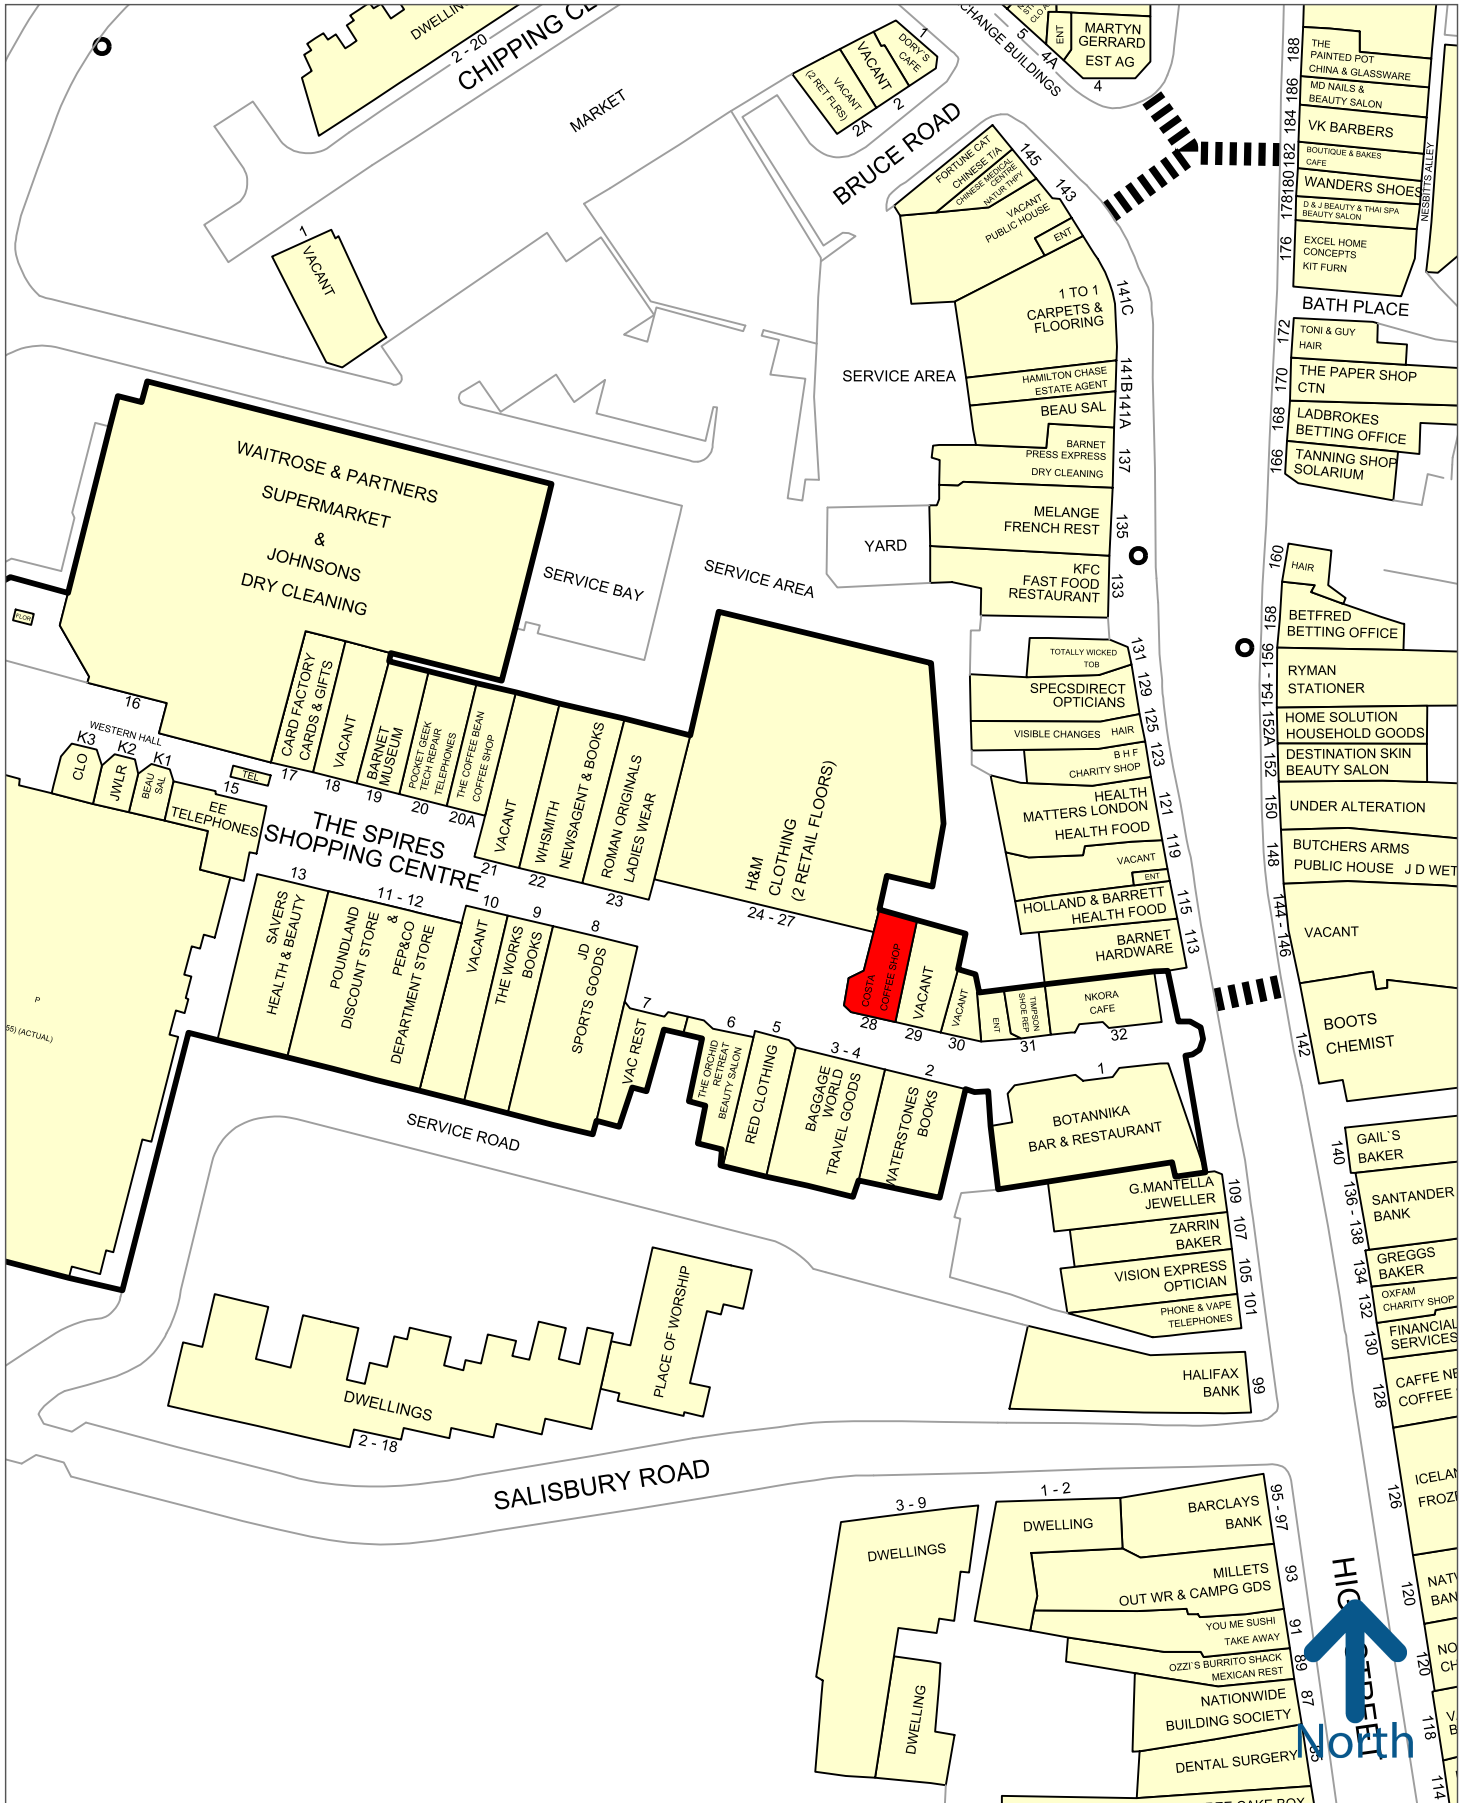 DWELLIN
2 - 20
CHIPPING CL
MARKET
1
VACANT
DORY'S
CAFE
1
VACANT
2
VACANT
(2 RET FLRS)
2A
BRUCE ROAD
CHANGE BUILDINGS
5
4A
ENT
MARTYN
GERRARD
EST AG
4
FORTUNE CAT
CHINESE T/A
CHINESE MEDICAL
CENTRE
NATUR THPY
145
VACANT
PUBLIC HOUSE
143
ENT
1 TO 1
CARPETS &
FLOORING
141C
HAMILTON CHASE
ESTATE AGENT
141B
BEAU SAL
141A
BARNET
PRESS EXPRESS
DRY CLEANING
137
MELANGE
FRENCH REST
135
KFC
FAST FOOD
RESTAURANT
133
TOTALLY WICKED
TOB
131
SPECSDIRECT
OPTICIANS
129
VISIBLE CHANGES HAIR
125
B H F
CHARITY SHOP
123
HEALTH
MATTERS LONDON
HEALTH FOOD
121
VACANT
119
ENT
HOLLAND & BARRETT
HEALTH FOOD
115
BARNET
HARDWARE
113
SERVICE AREA
YARD
SERVICE AREA
SERVICE BAY
188
THE
PAINTED POT
CHINA & GLASSWARE
186
MD NAILS &
BEAUTY SALON
184
VK BARBERS
182
BOUTIQUE & BAKES
CAFE
180
WANDERS SHOES
178
D & J BEAUTY & THAI SPA
BEAUTY SALON
176
EXCEL HOME
CONCEPTS
KIT FURN
NESBITTS ALLEY
BATH PLACE
172
TONI & GUY
HAIR
170
THE PAPER SHOP
CTN
168
LADBROKES
BETTING OFFICE
166
TANNING SHOP
SOLARIUM
160
HAIR
158
BETFRED
BETTING OFFICE
154 - 156
RYMAN
STATIONER
152A
HOME SOLUTION
HOUSEHOLD GOODS
152
DESTINATION SKIN
BEAUTY SALON
150
UNDER ALTERATION
148
BUTCHERS ARMS
PUBLIC HOUSE J D WET
144 - 146
VACANT
142
BOOTS
CHEMIST
140
GAIL`S
BAKER
136 - 138
SANTANDER
BANK
134
GREGGS
BAKER
132
OXFAM
CHARITY SHOP
130
FINANCIAL
SERVICES
128
CAFFE NE
COFFEE
126
ICELAN
FROZ
120
NATW
BAN
120
NO
CH
118
114
WAITROSE & PARTNERS
SUPERMARKET
&
JOHNSONS
DRY CLEANING
FLOR
16
WESTERN HALL
K3
CLO
K2
JWLR
K1
BEAU
SAL
TEL
15
EE
TELEPHONES
CARD FACTORY
CARDS & GIFTS
17
VACANT
18
BARNET
MUSEUM
19
POCKET GEEK
TECH REPAIR
TELEPHONES
20
THE COFFEE BEAN
COFFEE SHOP
20A
VACANT
21
WHSMITH
NEWSAGENT & BOOKS
22
ROMAN ORIGINALS
LADIES WEAR
23
H&M
CLOTHING
(2 RETAIL FLOORS)
24 - 27
THE SPIRES
SHOPPING CENTRE
13
SAVERS
HEALTH & BEAUTY
11 - 12
POUNDLAND
DISCOUNT STORE
&
PEP&CO
DEPARTMENT STORE
10
VACANT
9
THE WORKS
BOOKS
8
JD
SPORTS GOODS
7
VAC REST
6
THE ORCHID
RETREAT
BEAUTY SALON
5
RED CLOTHING
3 - 4
BAGGAGE
WORLD
TRAVEL GOODS
2
WATERSTONES
BOOKS
COSTA
COFFEE SHOP
28
VACANT
29
VACANT
30
ENT
TIMPSON
SHOE REP
31
NKORA
CAFE
32
1
BOTANNIKA
BAR & RESTAURANT
P
55) (ACTUAL)
SERVICE ROAD
G.MANTELLA
JEWELLER
109
ZARRIN
BAKER
107
VISION EXPRESS
OPTICIAN
105
PHONE & VAPE
TELEPHONES
101
HALIFAX
BANK
99
PLACE OF WORSHIP
DWELLINGS
2 - 18
SALISBURY ROAD
3 - 9
DWELLINGS
DWELLING
1 - 2
DWELLING
BARCLAYS
BANK
95 - 97
MILLETS
OUT WR & CAMPG GDS
93
YOU ME SUSHI
TAKE AWAY
91
OZZI`S BURRITO SHACK
MEXICAN REST
89
NATIONWIDE
BUILDING SOCIETY
87
DENTAL SURGERY
85
CAKE BOX
HIGH STREET
North